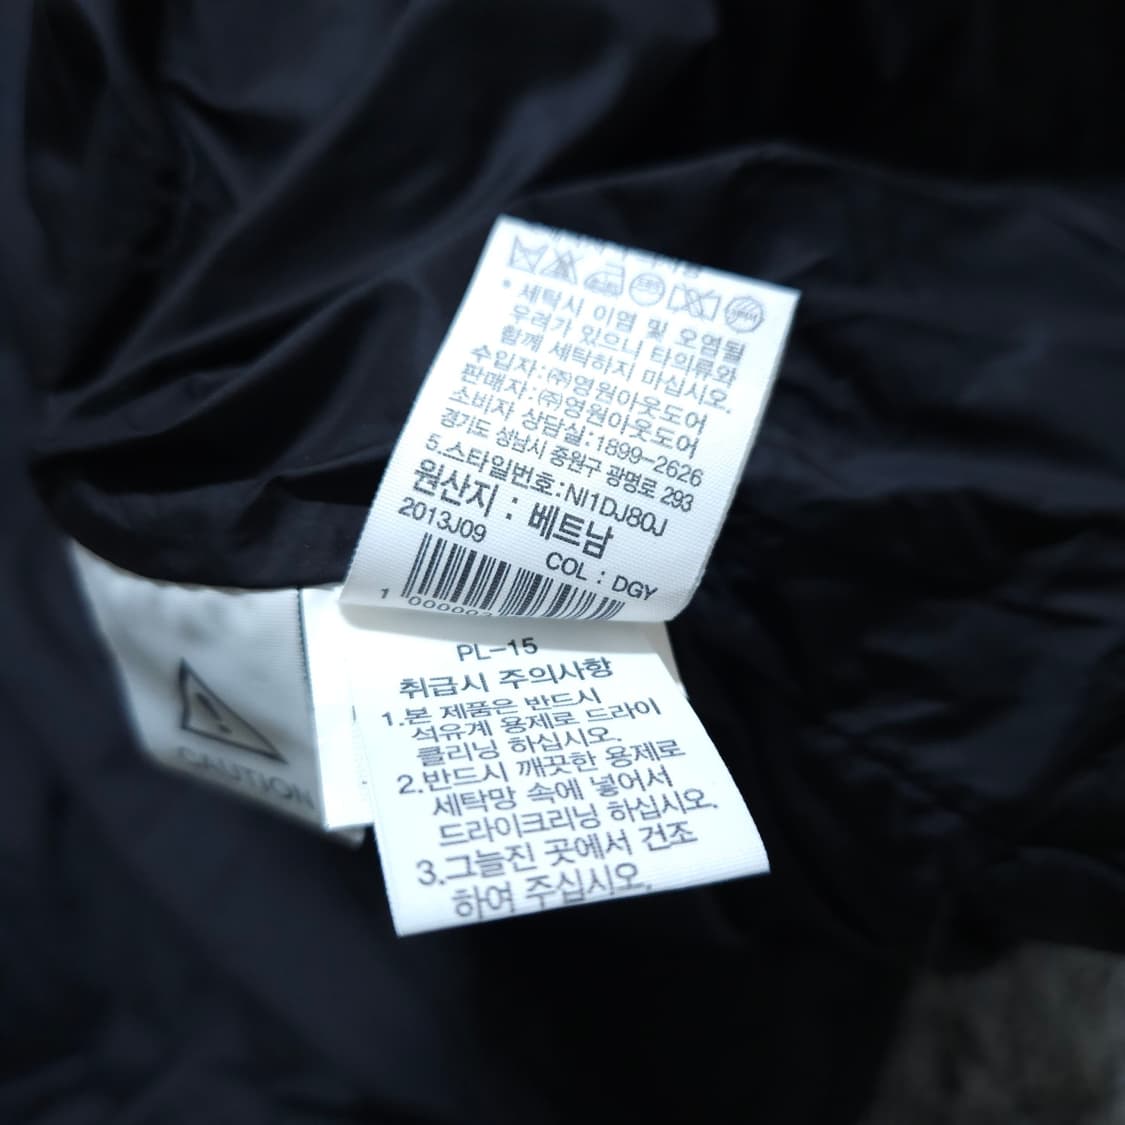 * 세탁시 이염 및 오염될
우려가 있으니 타의류와
함께 세탁하지 마십시오.
수입자:㈜영원아웃도어
판매자:㈜영원아웃도어
소비자 상담실:1899-2626
경기도 성남시 중원구 광명로 293
5.스타일번호:NI1DJ80J
원산지 : 베트남
2013J09
COL : DGY
1
PL-15
취급시 주의사항
1.본 제품은 반드시
석유계 용제로 드라이
클리닝 하십시오.
2.반드시 깨끗한 용제로
세탁망 속에 넣어서
드라이크리닝 하십시오.
3.그늘진 곳에서 건조
하여 주십시오.
CAUTION